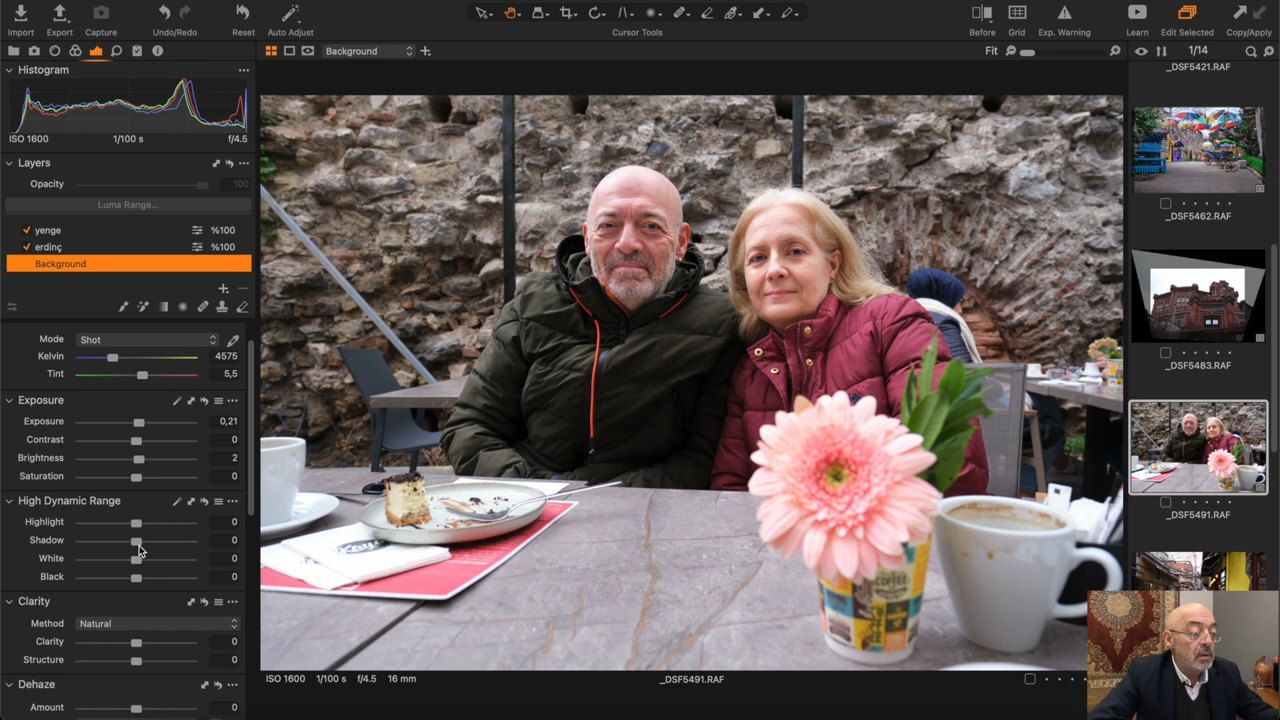 Import Export Capture Undo/Redo Reset Auto Adjust Cursor Tools Before Grid Exp. Warning Learn Edit Selected Copy/Apply
Background Fit 1/14
Histogram
ISO 1600 1/100 s f/4.5
Layers
Opacity 100
Luma Range...
yenge %100
erdinç %100
Background
Mode Shot
Kelvin 4575
Tint 5,5
Exposure
Exposure 0,21
Contrast 0
Brightness 2
Saturation 0
High Dynamic Range
Highlight 0
Shadow 0
White 0
Black 0
Clarity
Method Natural
Clarity 0
Structure 0
Dehaze
Amount 0
ISO 1600 1/100 s f/4.5 16 mm _DSF5491.RAF
_DSF5421.RAF
_DSF5462.RAF
_DSF5483.RAF
_DSF5491.RAF